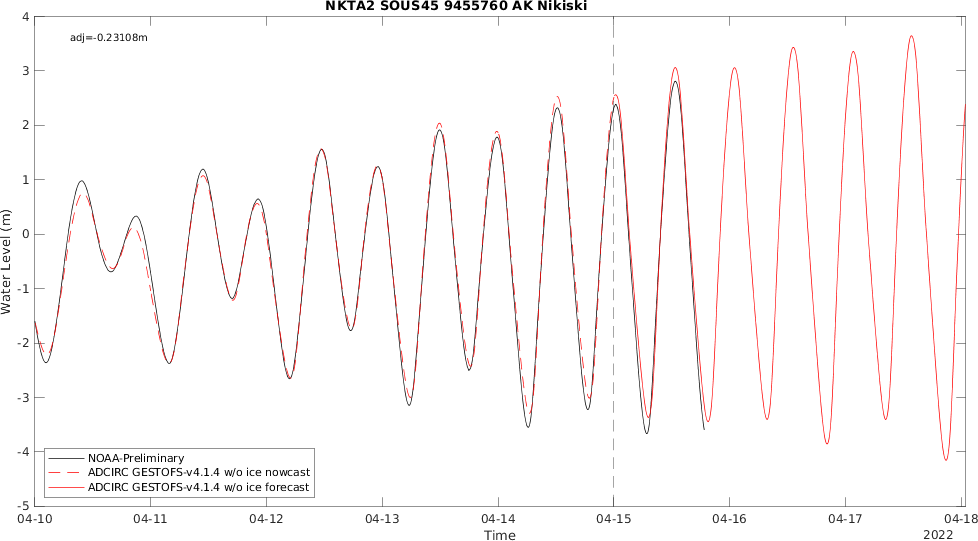 NKTA2 SOUS45 9455760 AK Nikiski
adj=-0.23108m
4
3
2
1
0
-1
-2
-3
-4
-5
Water Level (m)
NOAA-Preliminary
ADCIRC GESTOFS-v4.1.4 w/o ice nowcast
ADCIRC GESTOFS-v4.1.4 w/o ice forecast
04-10 04-11 04-12 04-13 04-14 04-15 04-16 04-17 04-18
Time
2022